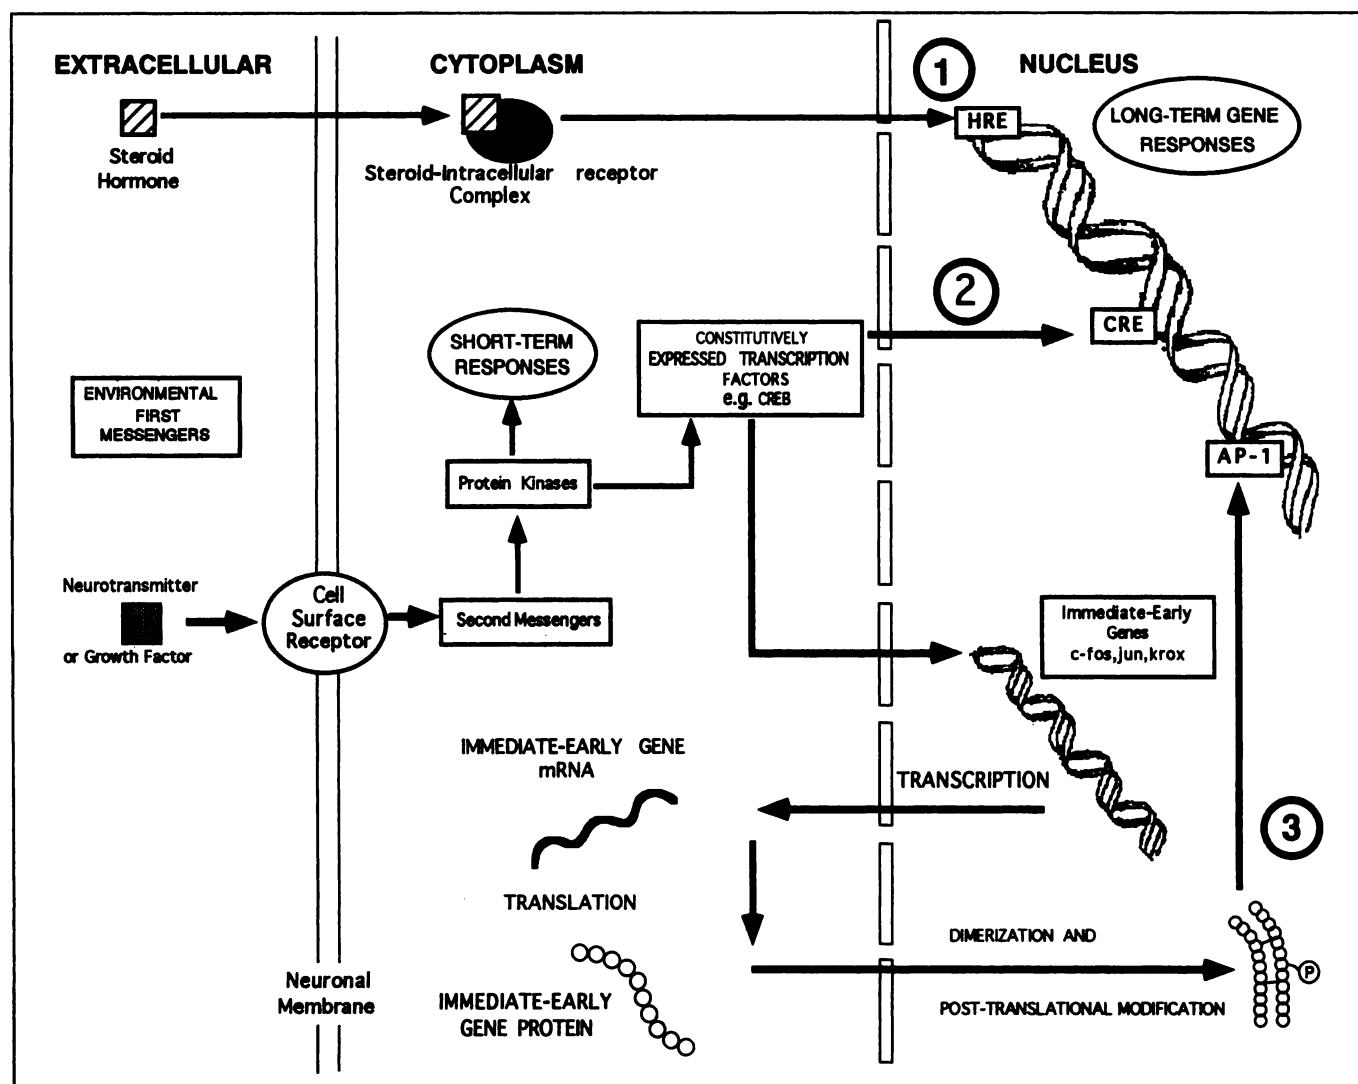 EXTRACELLULAR
CYTOPLASM
NUCLEUS
1
HRE
LONG-TERM GENE
RESPONSES
Steroid
Hormone
Steroid-Intracellular receptor
Complex
2
CRE
SHORT-TERM
RESPONSES
CONSTITUTIVELY
EXPRESSED TRANSCRIPTION
FACTORS
e.g. CREB
ENVIRONMENTAL
FIRST
MESSENGERS
AP-1
Protein Kinases
Neurotransmitter
or Growth Factor
Cell
Surface
Receptor
Second Messengers
Immediate-Early
Genes
c-fos,jun,krox
IMMEDIATE-EARLY GENE
mRNA
TRANSCRIPTION
3
TRANSLATION
DIMERIZATION AND
POST-TRANSLATIONAL MODIFICATION
P
Neuronal
Membrane
IMMEDIATE-EARLY
GENE PROTEIN